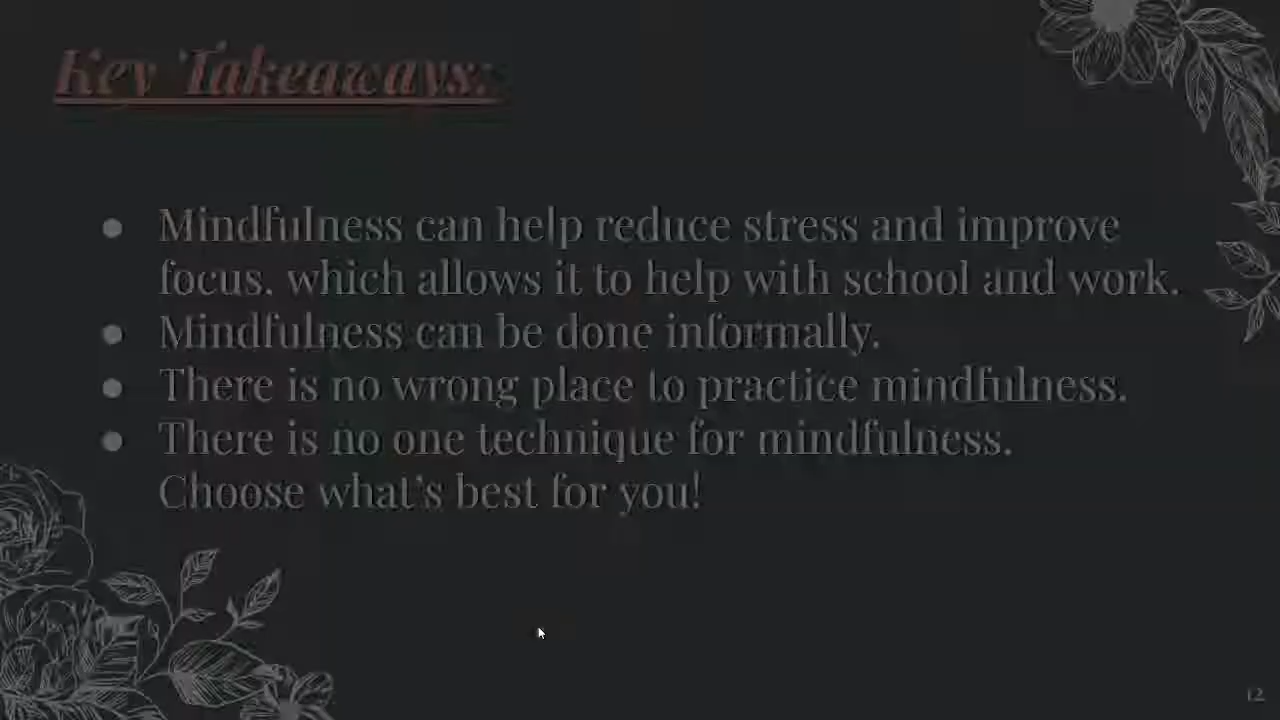 Key Takeaways:
● Mindfulness can help reduce stress and improve
focus, which allows it to help with school and work.
● Mindfulness can be done informally.
● There is no wrong place to practice mindfulness.
● There is no one technique for mindfulness.
Choose what's best for you!
12